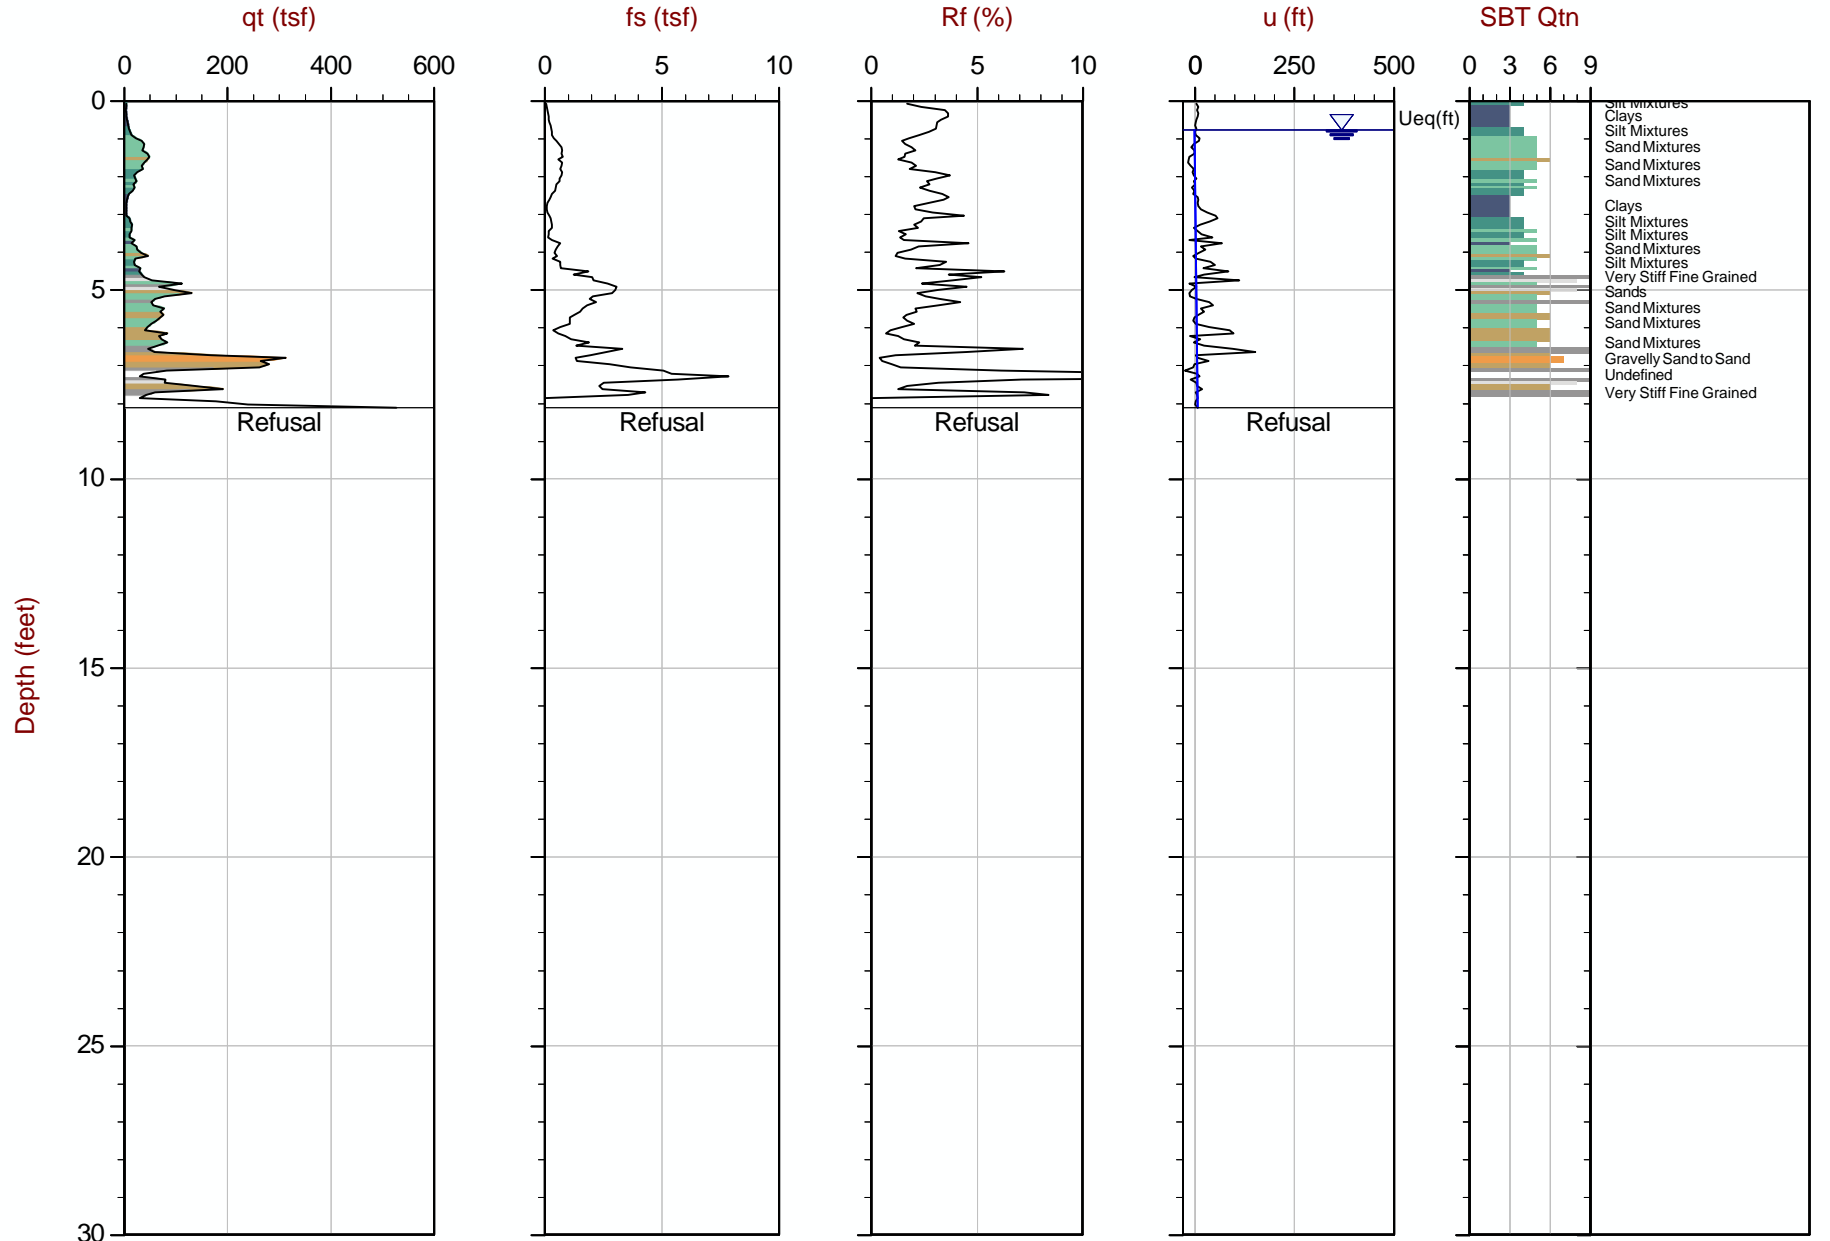 qt (tsf) fs (tsf) Rf (%) u (ft) SBT Qtn
0 200 400 600 0 5 10 0 5 10 0 250 500 0 3 6 9
0
Silt Mixtures
Clays
Ueq(ft)
Silt Mixtures
Sand Mixtures
Sand Mixtures
Sand Mixtures
Clays
Silt Mixtures
Silt Mixtures
Sand Mixtures
Silt Mixtures
Very Stiff Fine Grained
5
Sands
Sand Mixtures
Sand Mixtures
Sand Mixtures
Gravelly Sand to Sand
Undefined
Very Stiff Fine Grained
Refusal Refusal Refusal Refusal
10
Depth (feet)
15
20
25
30